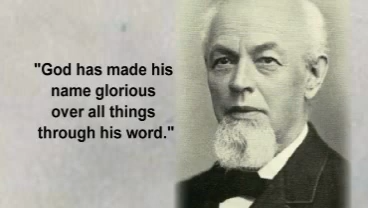 "God has made his
name glorious
over all things
through his word."